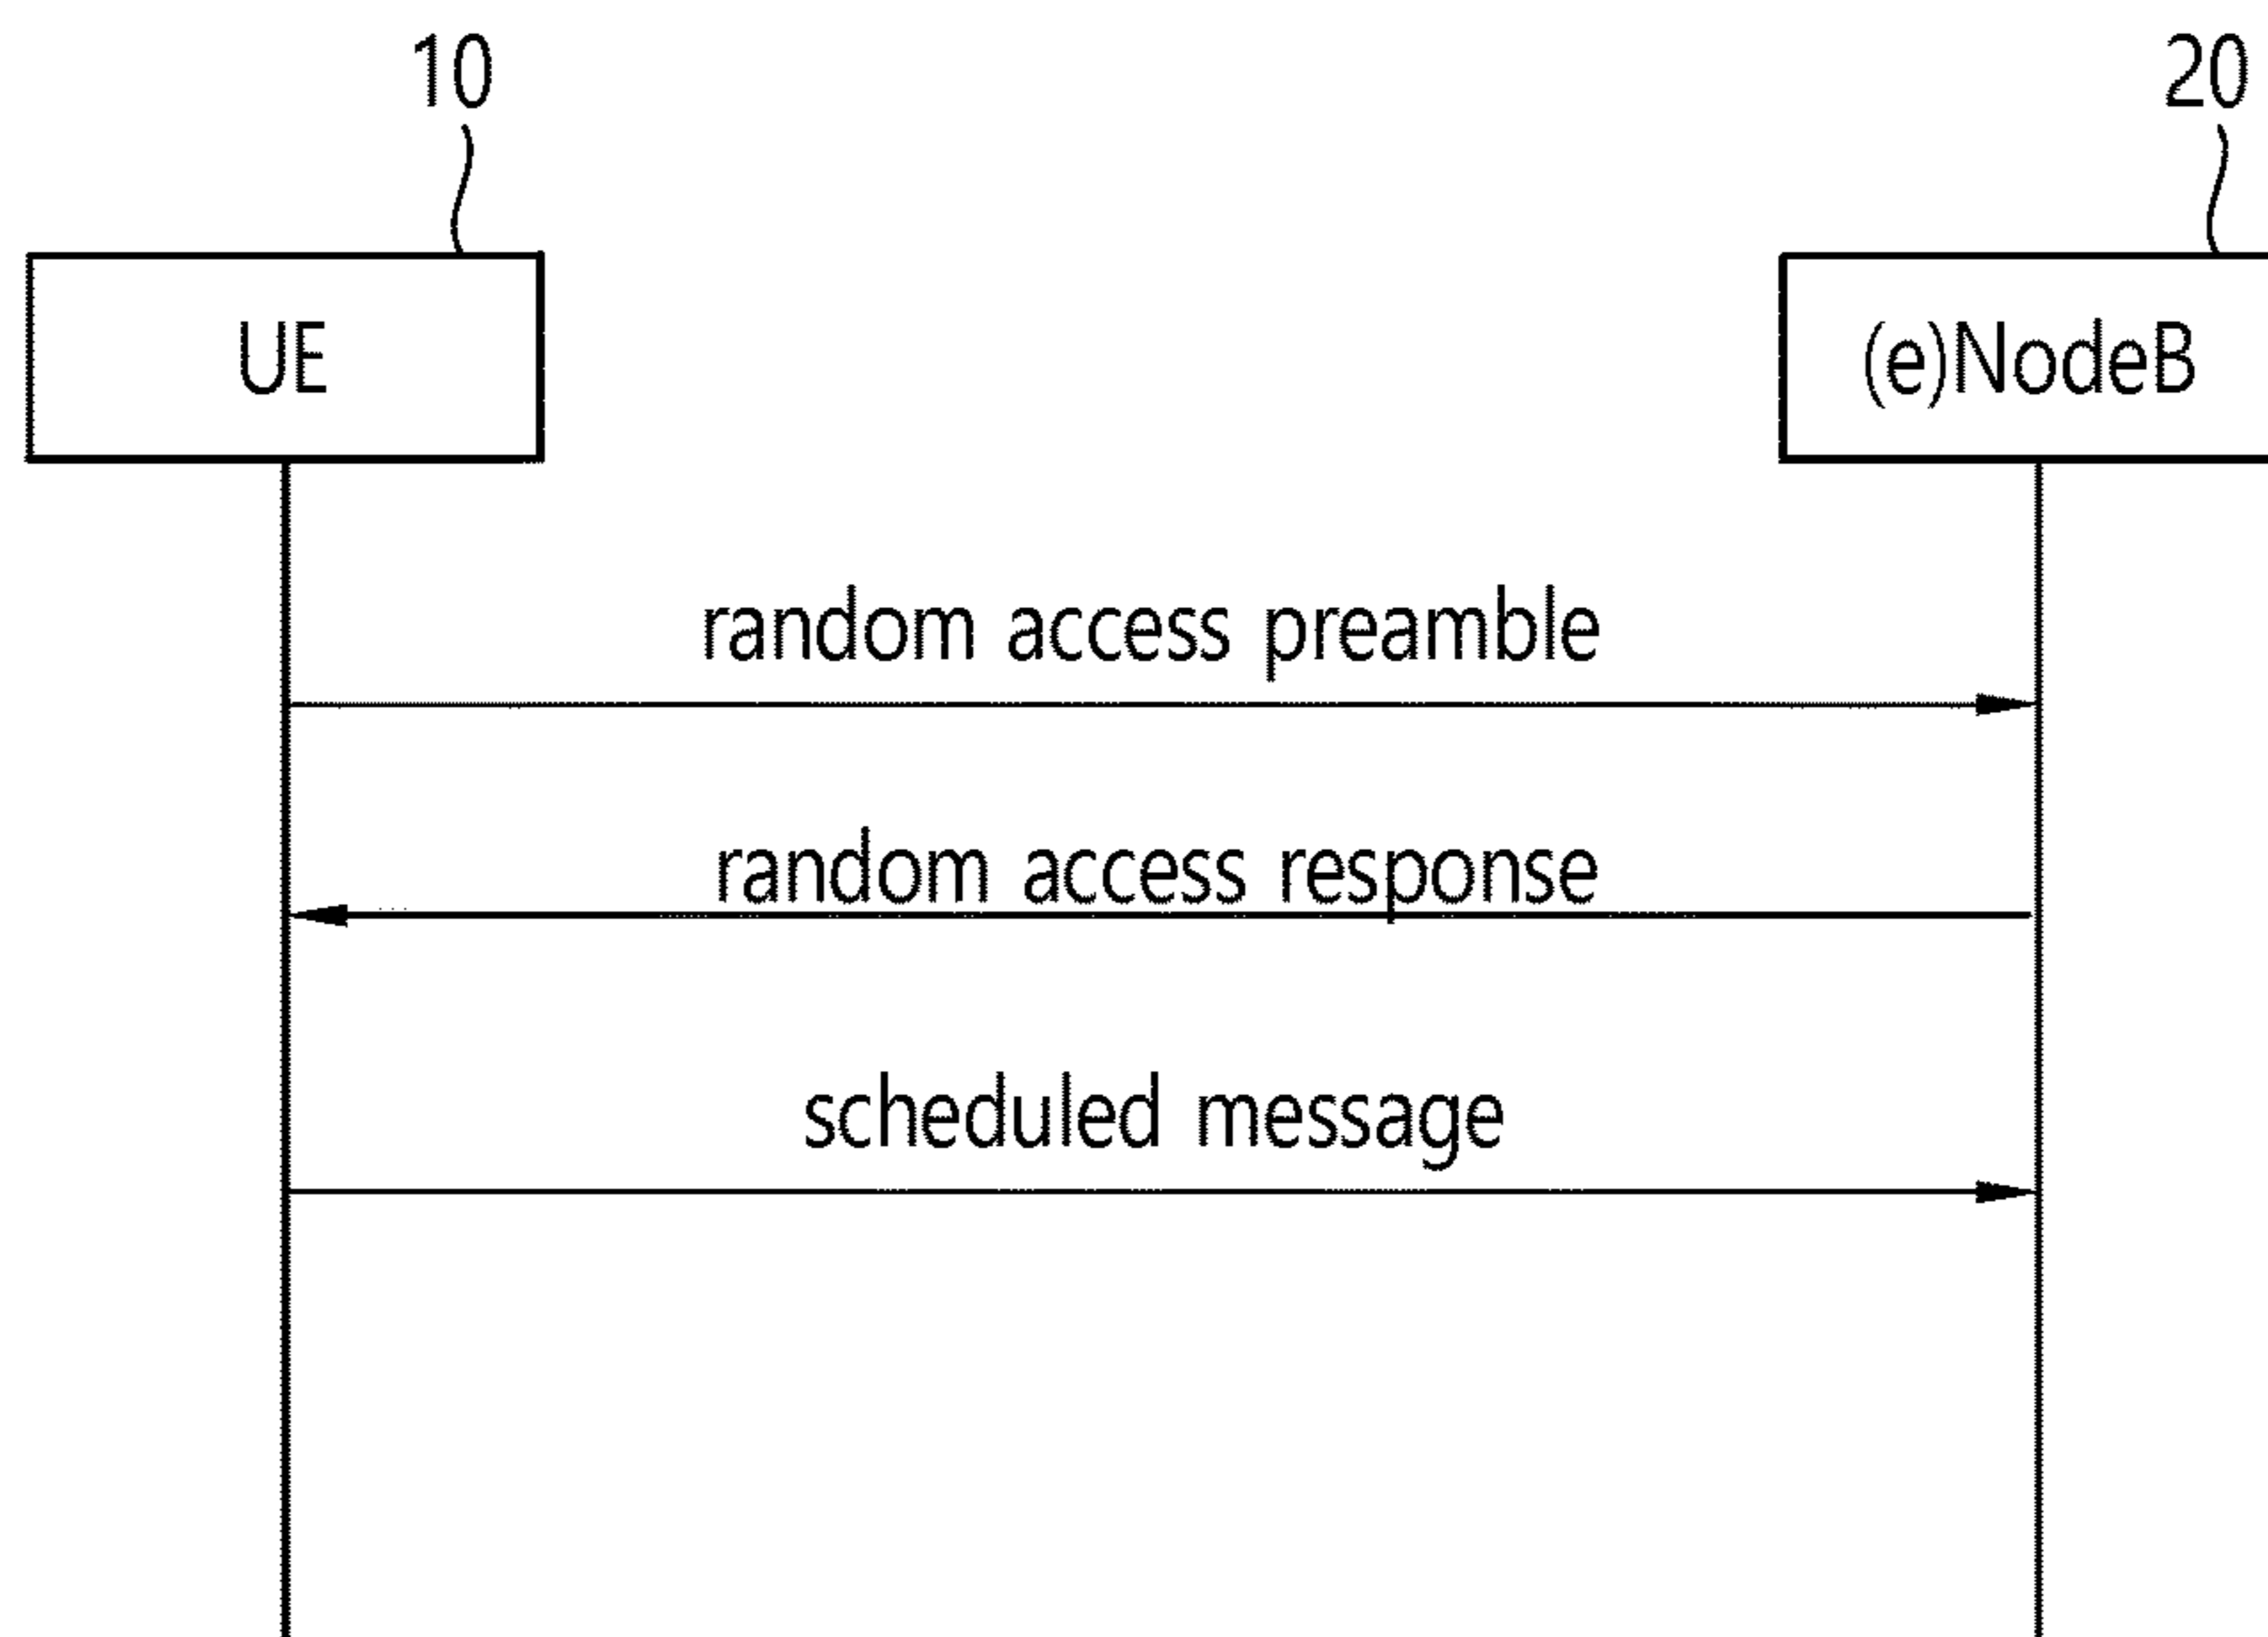 10
20
UE
(e)NodeB
random access preamble
random access response
scheduled message